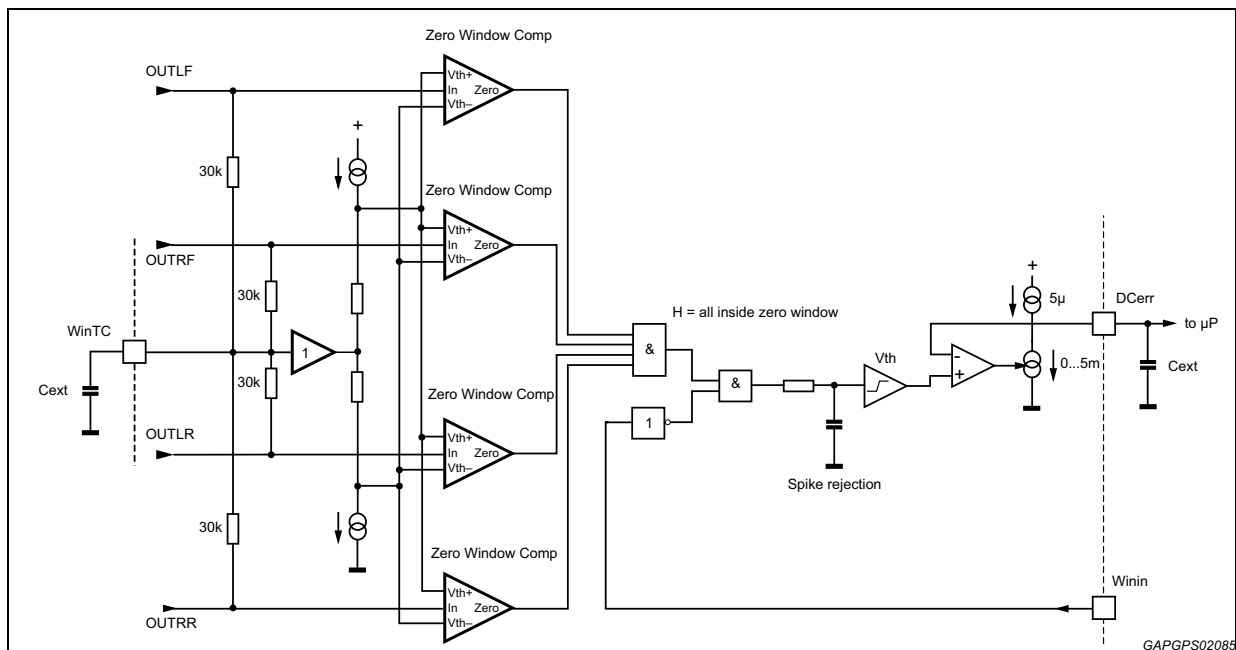 Zero Window Comp
OUTLF
Vth+
In Zero
Vth–
+
30k
Zero Window Comp
OUTRF
Vth+
In Zero
Vth–
30k
WinTC
1
Cext
30k
H = all inside zero window
&
&
Vth
+
5µ
DCerr
to µP
-
+
0...5m
Cext
Zero Window Comp
1
OUTLR
Vth+
In Zero
Vth–
Spike rejection
30k
Zero Window Comp
Winin
Vth+
In Zero
Vth–
OUTRR
GAPGPS02085